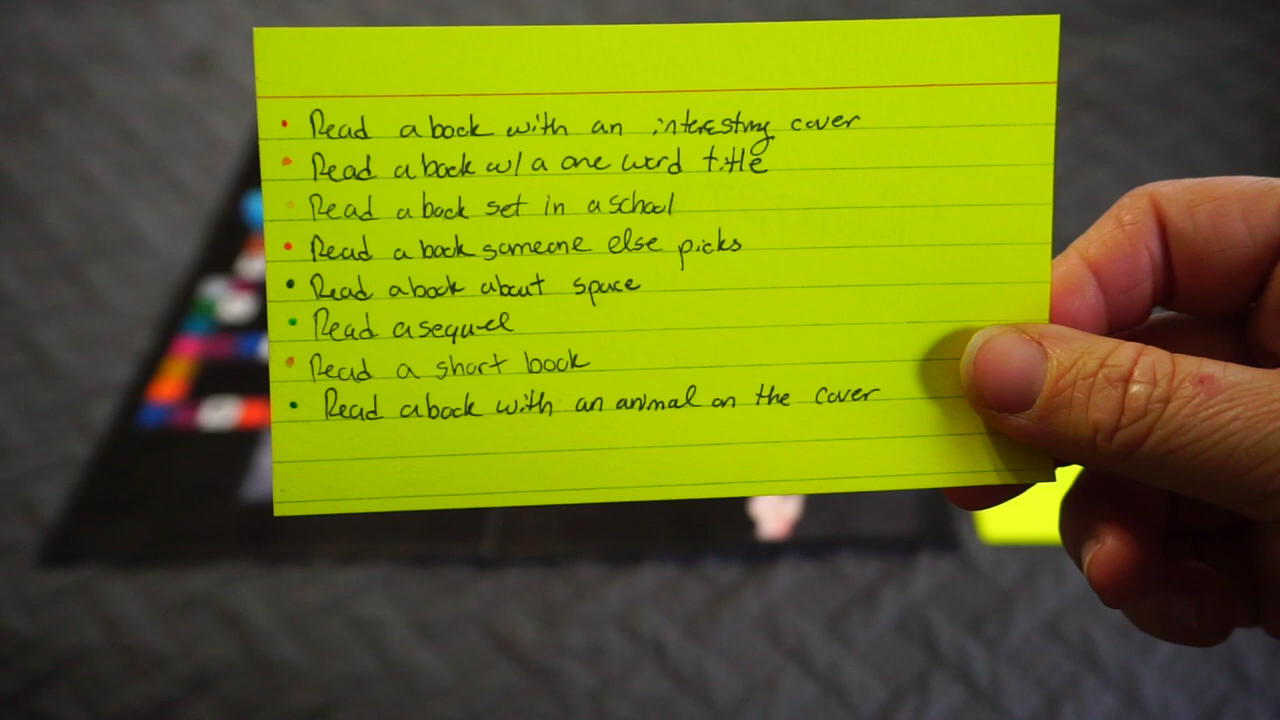 • Read a book with an interesting cover
• Read a book w/ a one word title
• Read a book set in a school
• Read a book someone else picks
• Read a book about space
• Read a sequel
• Read a short book
• Read a book with an animal on the cover